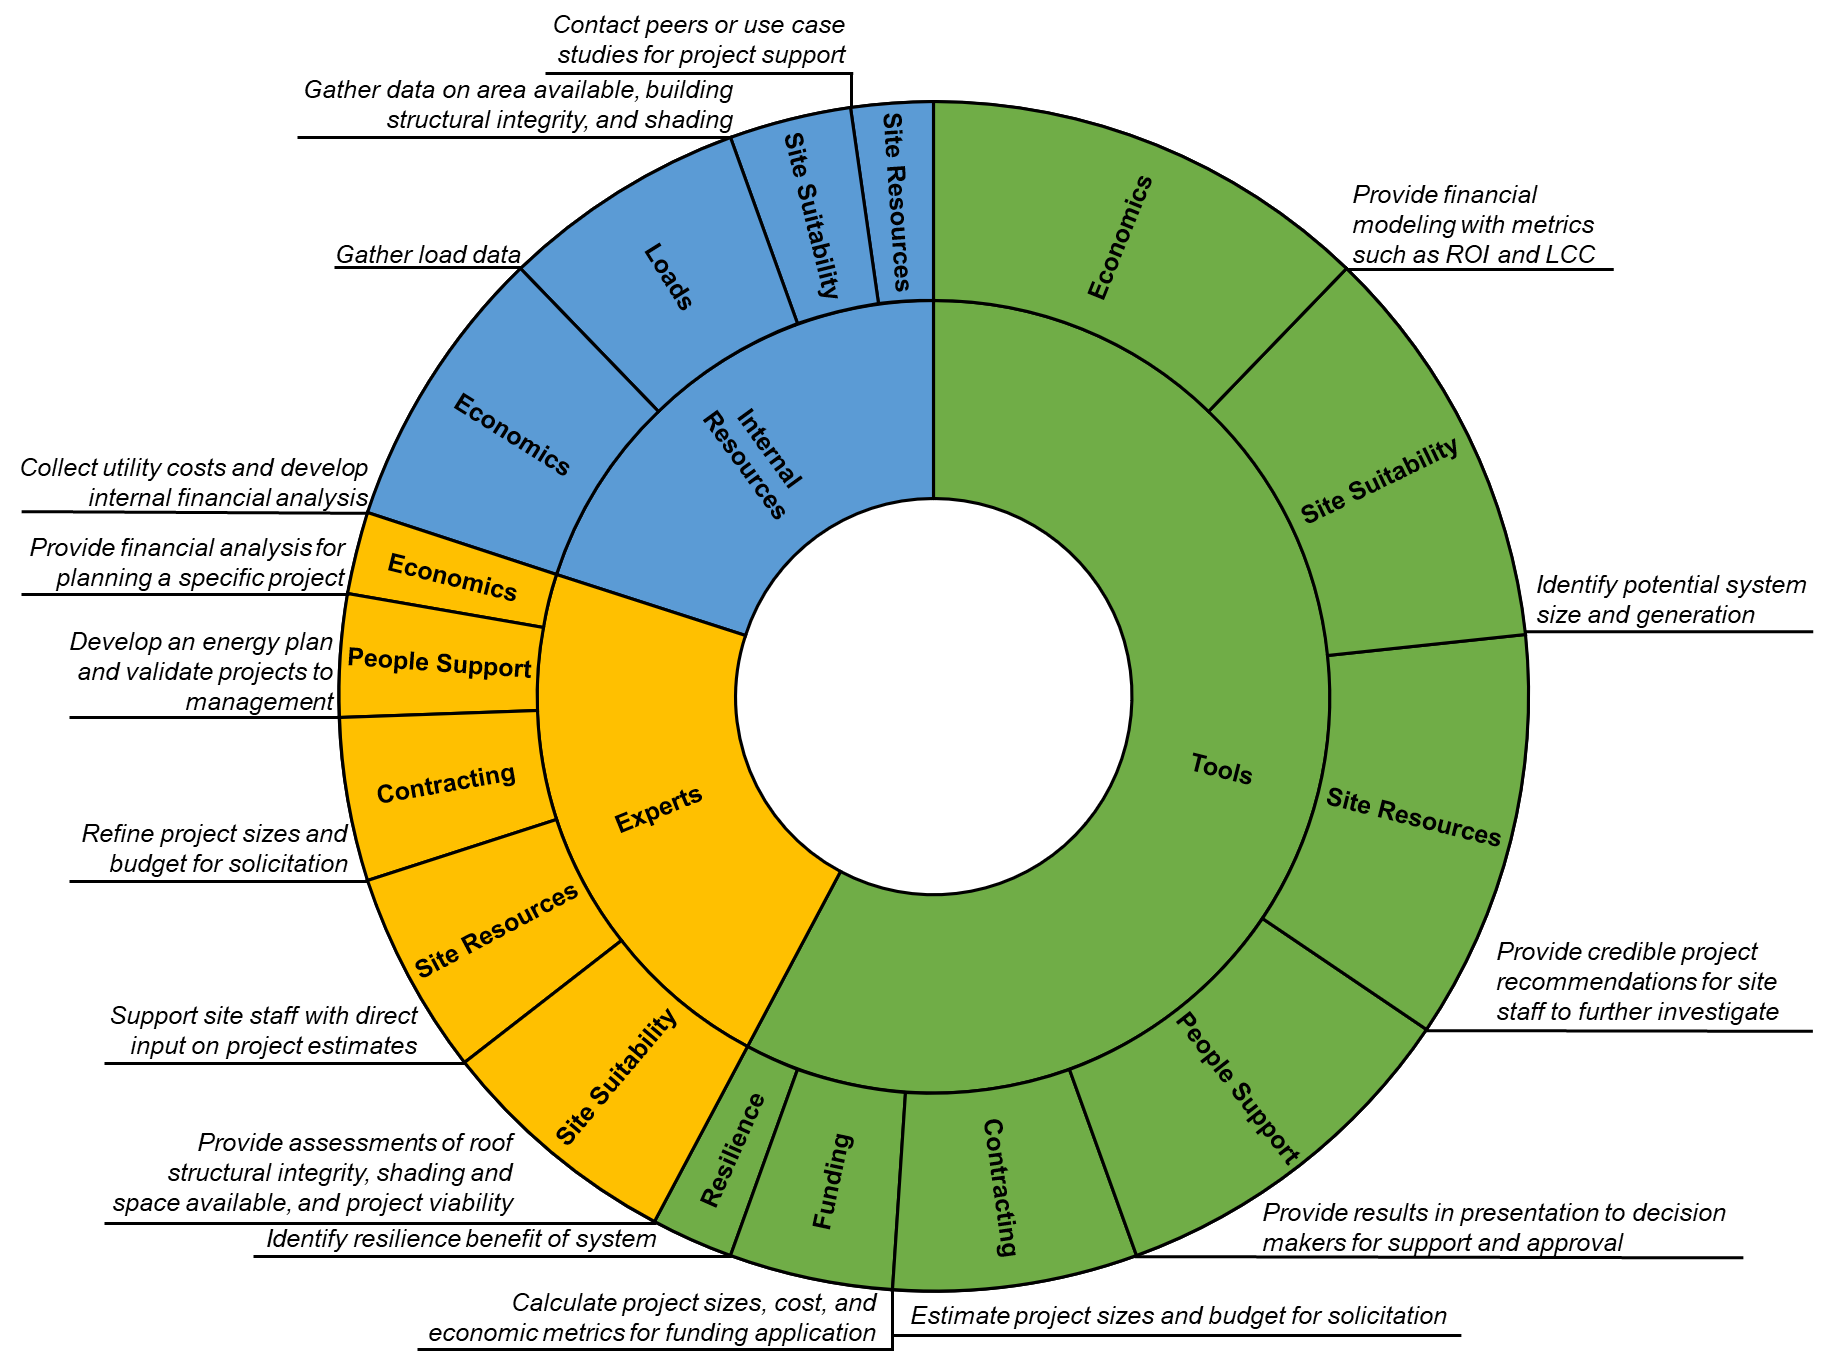 Contact peers or use case
studies for project support
Gather data on area available, building
structural integrity, and shading
Gather load data
Collect utility costs and develop
internal financial analysis
Provide financial analysis for
planning a specific project
Develop an energy plan
and validate projects to
management
Refine project sizes and
budget for solicitation
Support site staff with direct
input on project estimates
Provide assessments of roof
structural integrity, shading and
space available, and project viability
Identify resilience benefit of system
Calculate project sizes, cost, and
economic metrics for funding application
Estimate project sizes and budget for solicitation
Provide results in presentation to decision
makers for support and approval
Provide credible project
recommendations for site
staff to further investigate
Identify potential system
size and generation
Provide financial
modeling with metrics
such as ROI and LCC
Internal
Resources
Site Resources
Site Suitability
Loads
Economics
Experts
Economics
People Support
Contracting
Site Resources
Site Suitability
Tools
Economics
Site Suitability
Site Resources
People Support
Contracting
Funding
Resilience